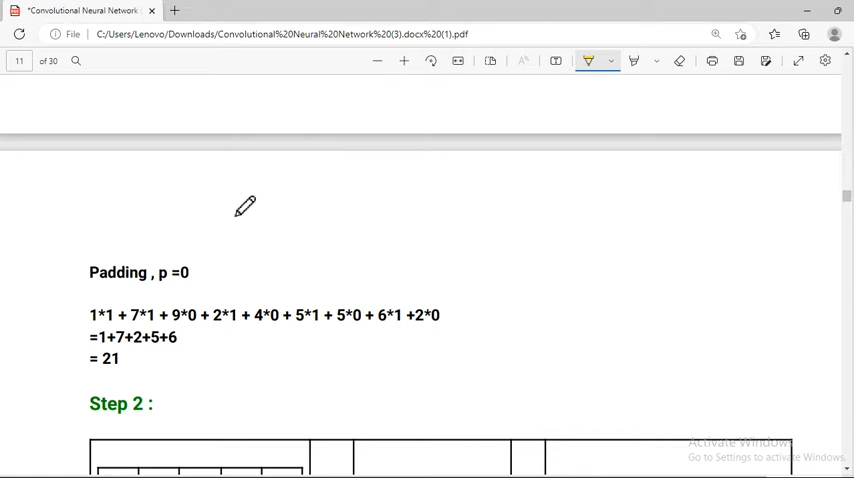 *Convolutional Neural Network
File
C:/Users/Lenovo/Downloads/Convolutional%20Neural%20Network%20(3).docx%20(1).pdf
11 of 30
Padding , p =0
1*1 + 7*1 + 9*0 + 2*1 + 4*0 + 5*1 + 5*0 + 6*1 +2*0
=1+7+2+5+6
= 21
Step 2 :
Activate Windows
Go to Settings to activate Windows.